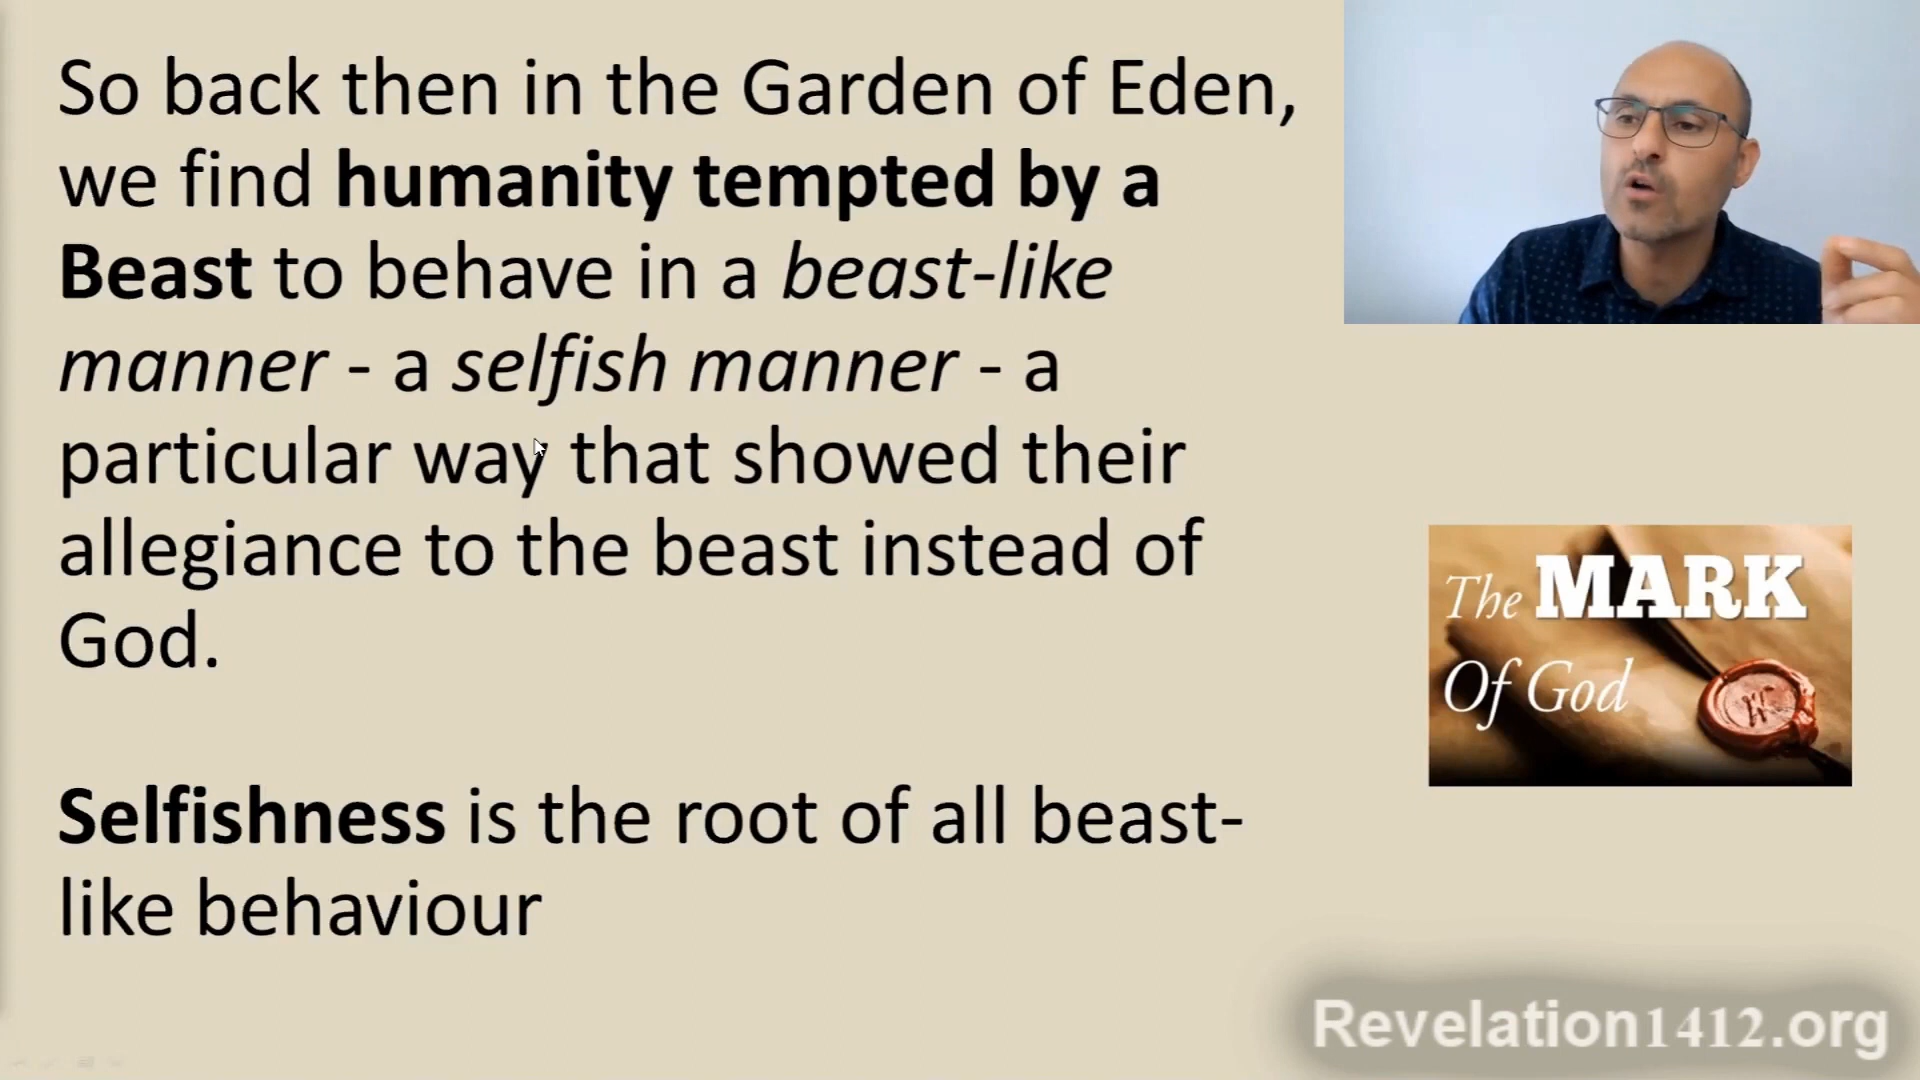 So back then in the Garden of Eden,
we find humanity tempted by a
Beast to behave in a beast-like
manner - a selfish manner - a
particular way that showed their
allegiance to the beast instead of
God.
Selfishness is the root of all beast-
like behaviour
The MARK
Of God
Revelation1412.org